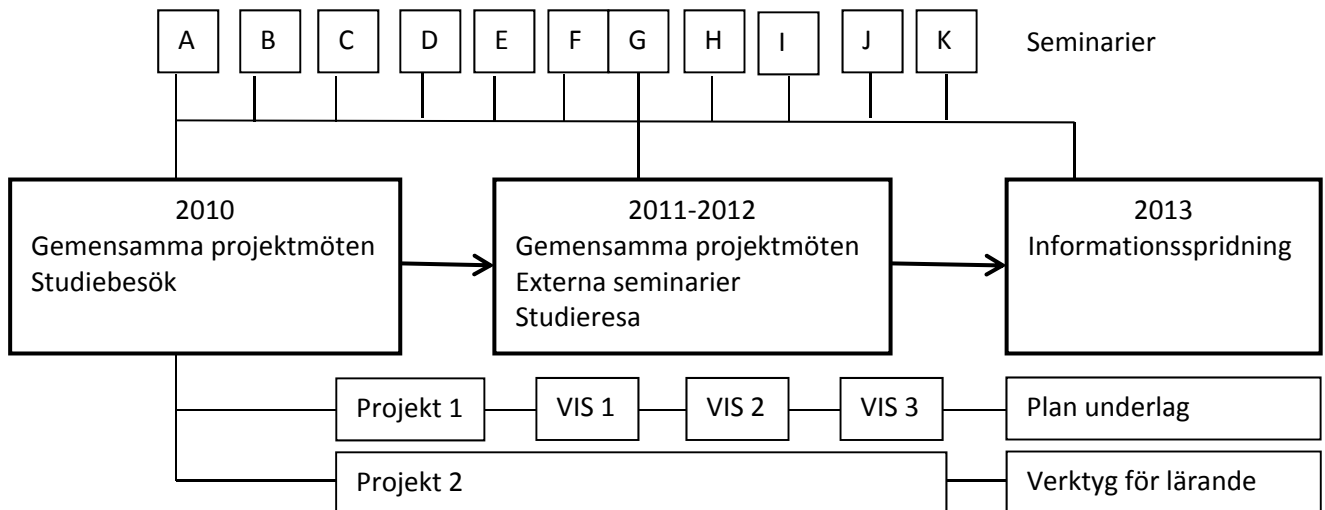 A B C D E F G H I J K Seminarier
2010
Gemensamma projektmöten
Studiebesök
2011-2012
Gemensamma projektmöten
Externa seminarier
Studieresa
2013
Informationsspridning
Projekt 1 VIS 1 VIS 2 VIS 3 Plan underlag
Projekt 2 Verktyg för lärande